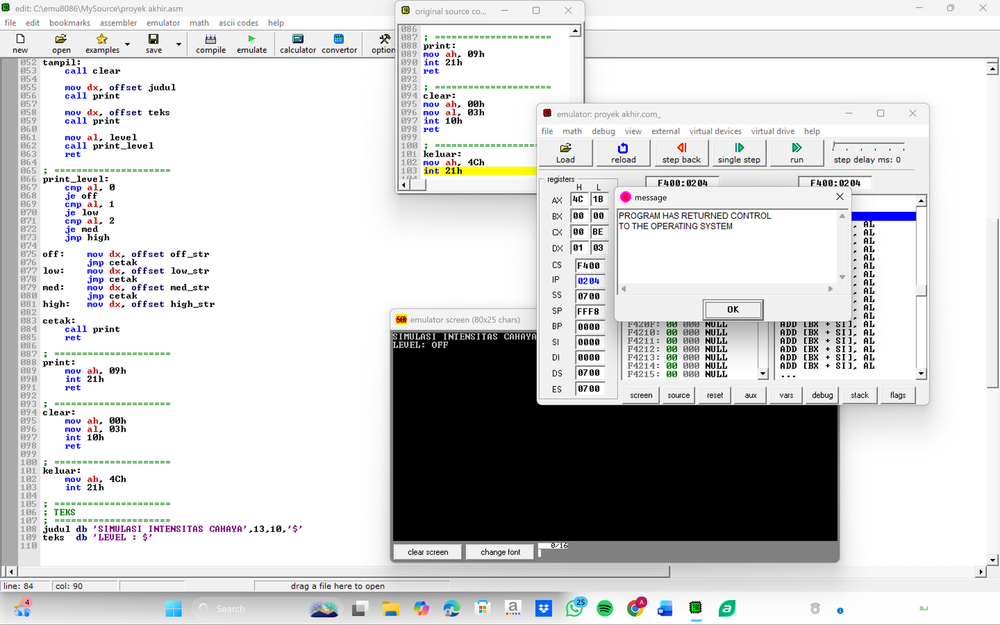 edit: C:\emu8086\MySource\proyek akhir.asm
file edit bookmarks assembler emulator math ascii codes help
new open examples save compile emulate calculator convertor option
052 tampil:
053 call clear
054
055 mov dx, offset judul
056 call print
057
058 mov dx, offset teks
059 call print
060
061 mov al, level
062 call print_level
063 ret
064
065 ; =====================
066 print_level:
067 cmp al, 0
068 je off
069 cmp al, 1
070 je low
071 cmp al, 2
072 je med
073 jmp high
074
075 off: mov dx, offset off_str
076 jmp cetak
077 low: mov dx, offset low_str
078 jmp cetak
079 med: mov dx, offset med_str
080 jmp cetak
081 high: mov dx, offset high_str
082
083 cetak:
084 call print
085 ret
086
087 ; =====================
088 print:
089 mov ah, 09h
090 int 21h
091 ret
092
093 ; =====================
094 clear:
095 mov ah, 00h
096 mov al, 03h
097 int 10h
098 ret
099
100 ; =====================
101 keluar:
102 mov ah, 4Ch
103 int 21h
104
105 ; =====================
106 ; TEKS
107 ; =====================
108 judul db 'SIMULASI INTENSITAS CAHAYA',13,10,'$'
109 teks db 'LEVEL : $'
110
line: 84 col: 90 drag a file here to open
original source co...
086
087 ; =====================
088 print:
089 mov ah, 09h
090 int 21h
091 ret
092
093 ; =====================
094 clear:
095 mov ah, 00h
096 mov al, 03h
097 int 10h
098 ret
099
100 ; =====================
101 keluar:
102 mov ah, 4Ch
103 int 21h
104
emulator: proyek akhir.com_
file math debug view external virtual devices virtual drive help
Load reload step back single step run step delay ms: 0
registers F400:0204 F400:0204
H L
AX 4C 1B
BX 00 00
CX 00 BE
DX 01 03
CS F400
IP 0204
SS 0700
SP FFF8
BP 0000
SI 0000
DI 0000
DS 0700
ES 0700
message
PROGRAM HAS RETURNED CONTROL
TO THE OPERATING SYSTEM
OK
, AL
, AL
, AL
, AL
, AL
, AL
, AL
, AL
, AL
, AL
, AL
, AL
F420F: 00 000 NULL ADD [BX + SI], AL
F4210: 00 000 NULL ADD [BX + SI], AL
F4211: 00 000 NULL ADD [BX + SI], AL
F4212: 00 000 NULL ADD [BX + SI], AL
F4213: 00 000 NULL ADD [BX + SI], AL
F4214: 00 000 NULL ADD [BX + SI], AL
F4215: 00 000 NULL ...
screen source reset aux vars debug stack flags
SCR emulator screen (80x25 chars)
SIMULASI INTENSITAS CAHAYA
LEVEL: OFF
clear screen change font 0/16
4 Search 25 A